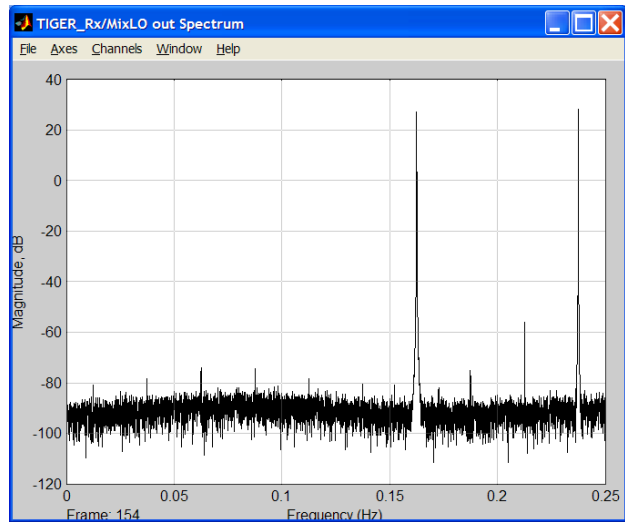 TIGER_Rx/MixLO out Spectrum
File Axes Channels Window Help
40
20
0
-20
-40
-60
-80
-100
-120
Magnitude, dB
0 0.05 0.1 0.15 0.2 0.25
Frame: 154 Frequency (Hz)